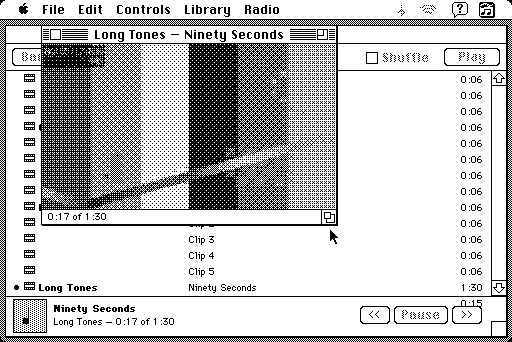 File Edit Controls Library Radio
Long Tones — Ninety Seconds
Shuffle Play
0:06
0:06
0:06
0:06
0:06
0:06
0:06
0:06
0:06
0:17 of 1:30
Clip 2 0:06
Clip 3 0:06
Clip 4 0:06
Clip 5 0:06
Long Tones Ninety Seconds 1:30
0:15
Ninety Seconds
Long Tones — 0:17 of 1:30
<< Pause >>